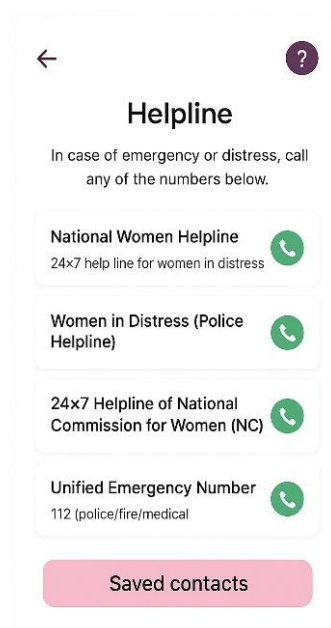 ?
Helpline
In case of emergency or distress, call
any of the numbers below.
National Women Helpline
24×7 help line for women in distress
Women in Distress (Police
Helpline)
24×7 Helpline of National
Commission for Women (NC)
Unified Emergency Number
112 (police/fire/medical
Saved contacts